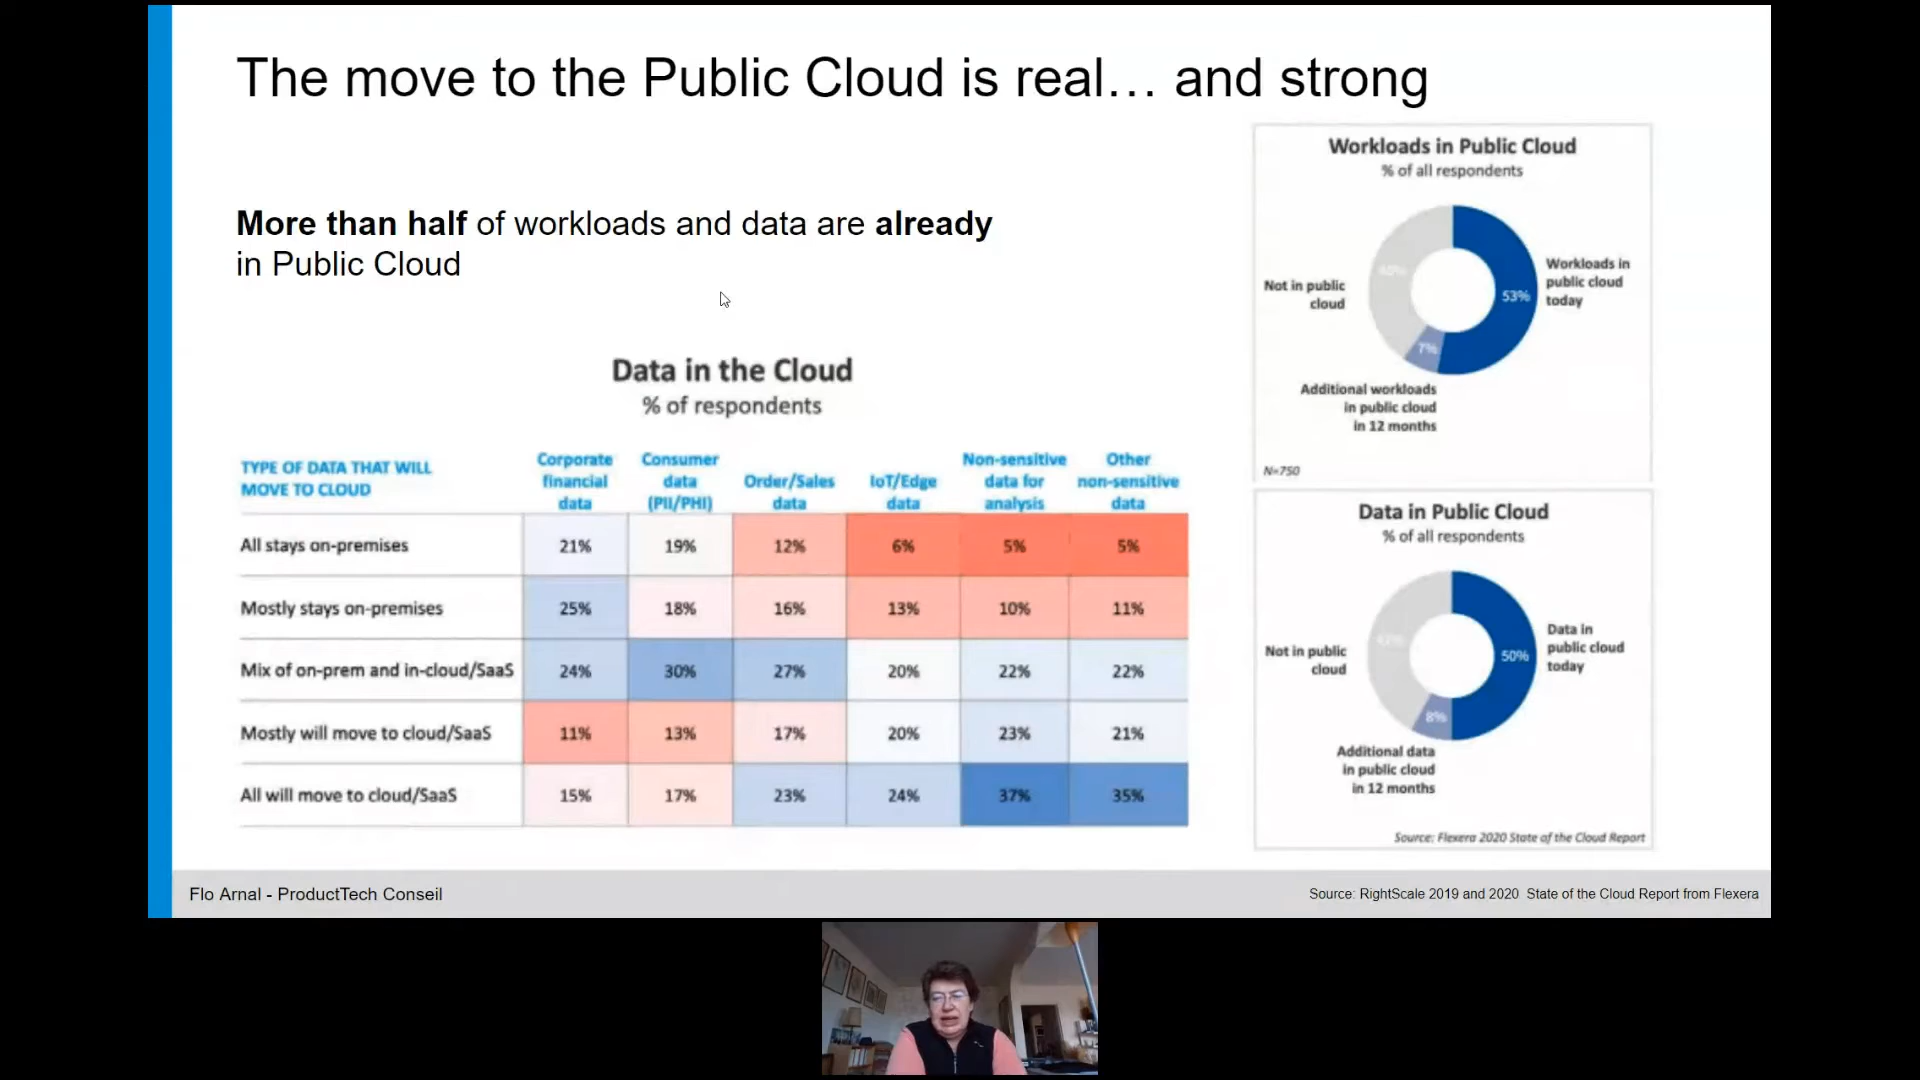 The move to the Public Cloud is real… and strong
More than half of workloads and data are already
in Public Cloud
Data in the Cloud
% of respondents
TYPE OF DATA THAT WILL
MOVE TO CLOUD
Corporate
financial
data
Consumer
data
(PII/PHI)
Order/Sales
data
IoT/Edge
data
Non-sensitive
data for
analysis
Other
non-sensitive
data
All stays on-premises 21% 19% 12% 6% 5% 5%
Mostly stays on-premises 25% 18% 16% 13% 10% 11%
Mix of on-prem and in-cloud/SaaS 24% 30% 27% 20% 22% 22%
Mostly will move to cloud/SaaS 11% 13% 17% 20% 23% 21%
All will move to cloud/SaaS 15% 17% 23% 24% 37% 35%
Workloads in Public Cloud
% of all respondents
Not in public
cloud
53%
7%
Workloads in
public cloud
today
Additional workloads
in public cloud
in 12 months
N=750
Data in Public Cloud
% of all respondents
Not in public
cloud
50%
8%
Data in
public cloud
today
Additional data
in public cloud
in 12 months
Source: Flexera 2020 State of the Cloud Report
Flo Arnal - ProductTech Conseil
Source: RightScale 2019 and 2020 State of the Cloud Report from Flexera